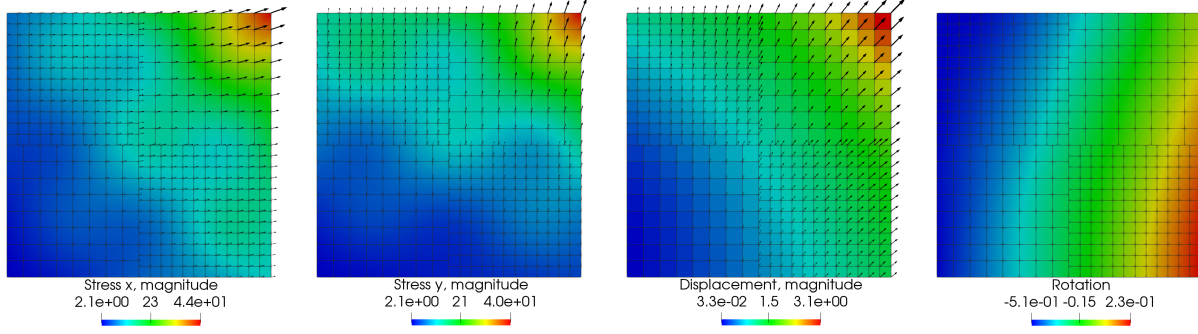 Stress x, magnitude
2.1e+00 23 4.4e+01
Stress y, magnitude
2.1e+00 21 4.0e+01
Displacement, magnitude
3.3e-02 1.5 3.1e+00
Rotation
-5.1e-01 -0.15 2.3e-01